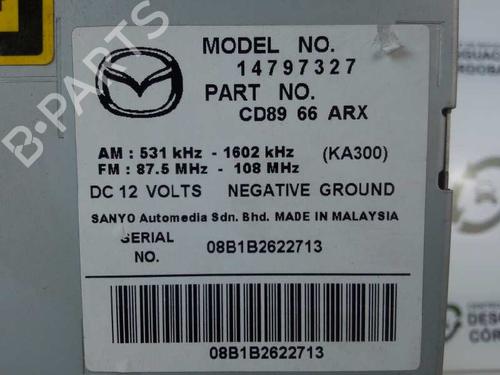 MODEL NO.
14797327
PART NO.
CD89 66 ARX
AM : 531 kHz - 1602 kHz (KA300)
FM : 87.5 MHz - 108 MHz
DC 12 VOLTS NEGATIVE GROUND
SANYO Automedia Sdn. Bhd. MADE IN MALAYSIA
SERIAL NO. 08B1B2622713
08B1B2622713
B-PARTS